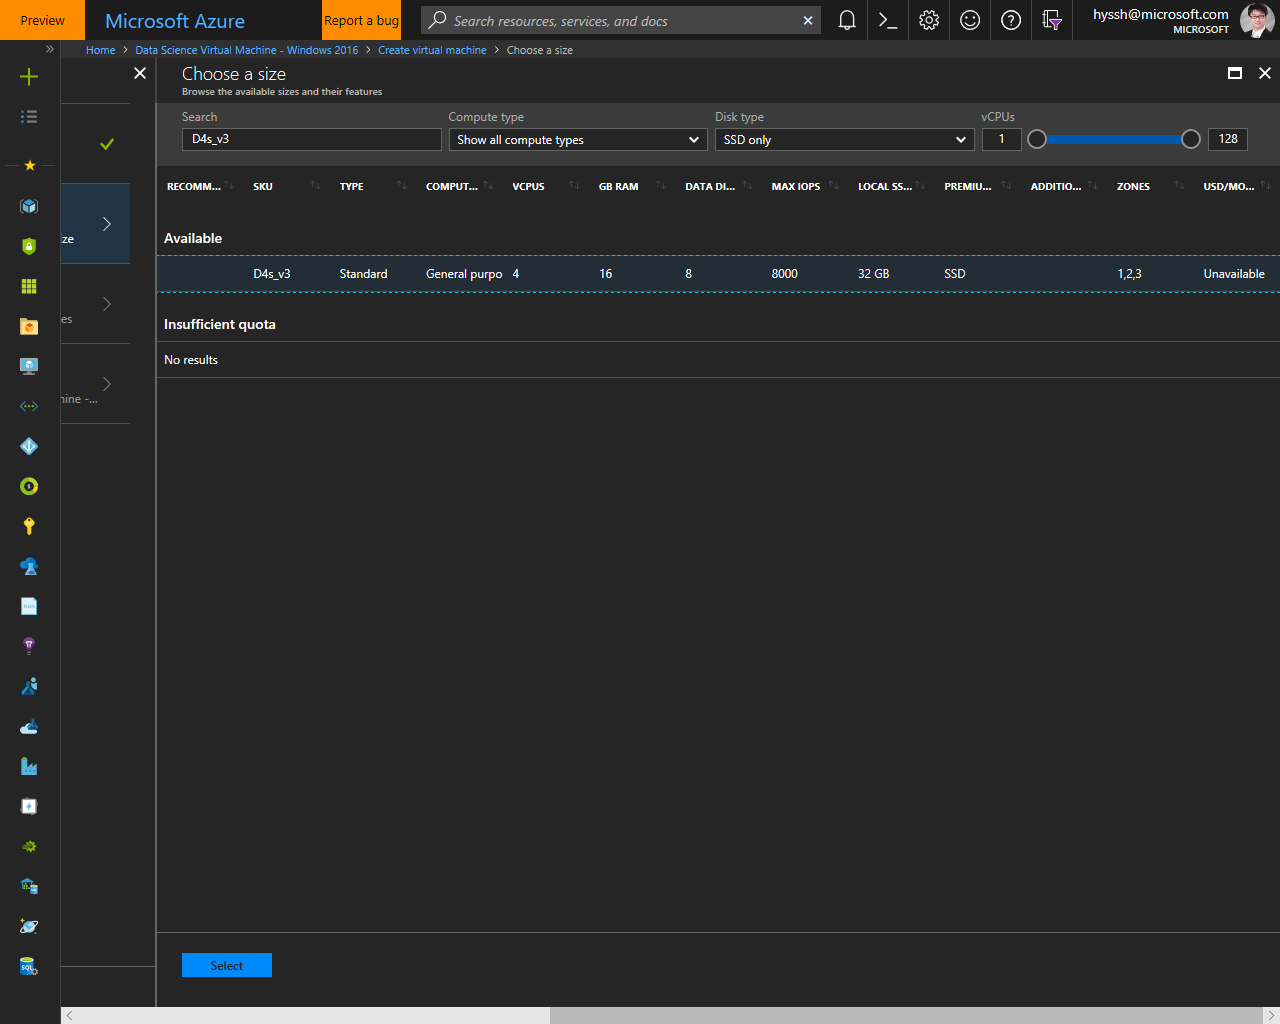 Preview
Microsoft Azure
Report a bug
Search resources, services, and docs
hyssh@microsoft.com
MICROSOFT
Home > Data Science Virtual Machine - Windows 2016 > Create virtual machine > Choose a size
Choose a size
Browse the available sizes and their features
Search
Compute type
Disk type
vCPUs
D4s_v3
Show all compute types
SSD only
1
128
RECOMM... SKU TYPE COMPUT... VCPUS GB RAM DATA DI... MAX IOPS LOCAL SS... PREMIU... ADDITIO... ZONES USD/MO...
Available
D4s_v3 Standard General purpo 4 16 8 8000 32 GB SSD 1,2,3 Unavailable
Insufficient quota
No results
ze
es
nine -...
Select